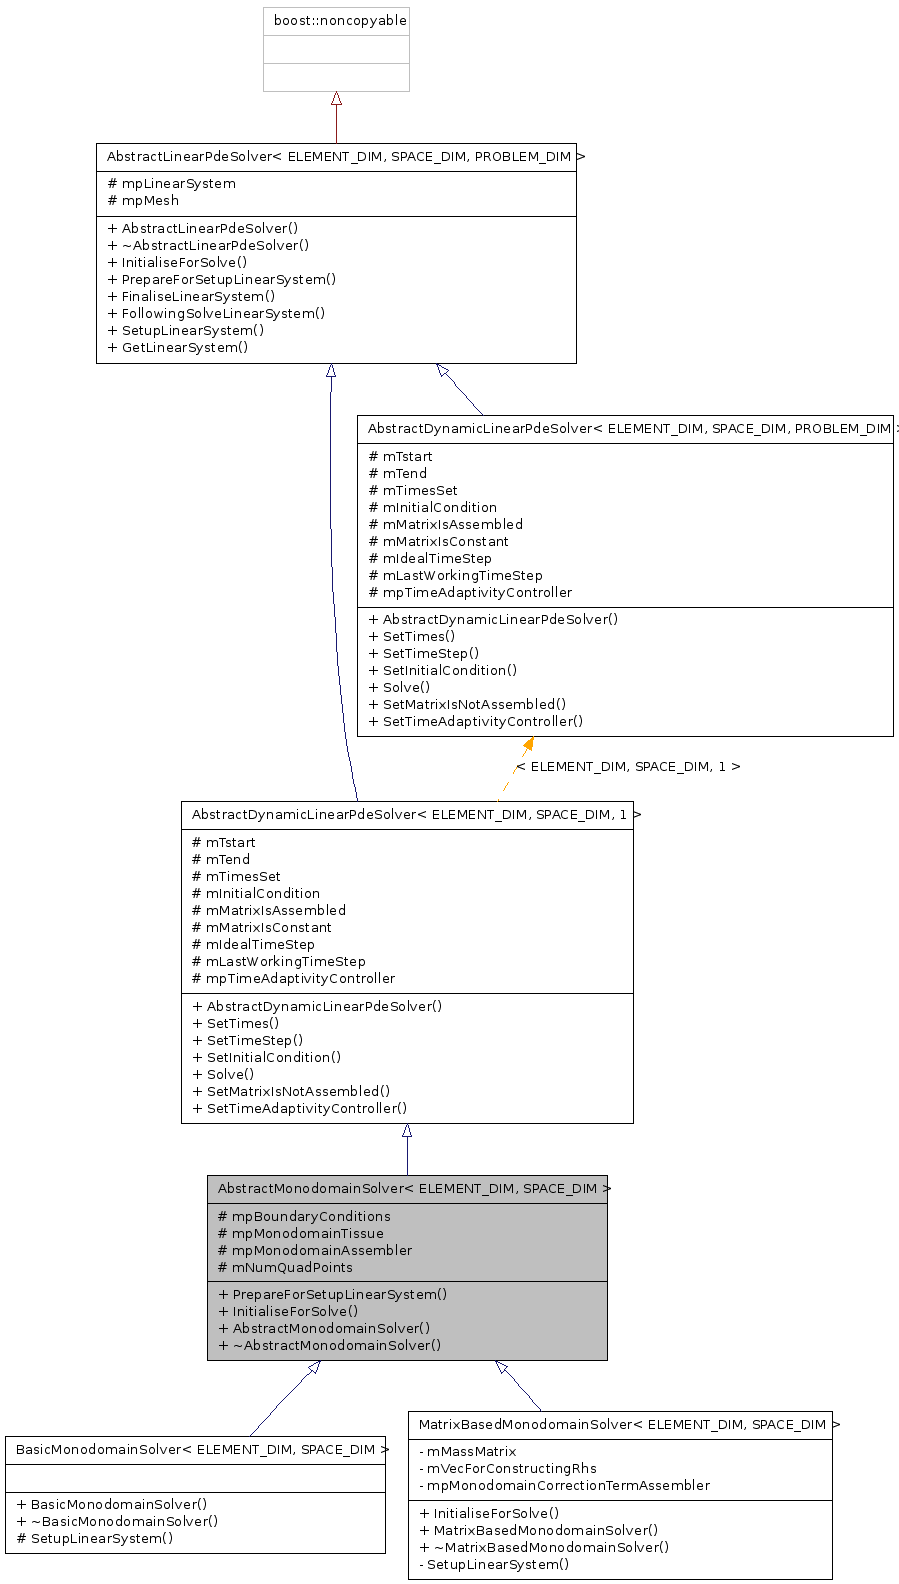 boost::noncopyable
AbstractLinearPdeSolver< ELEMENT_DIM, SPACE_DIM, PROBLEM_DIM >
# mpLinearSystem
# mpMesh
+ AbstractLinearPdeSolver()
+ ~AbstractLinearPdeSolver()
+ InitialiseForSolve()
+ PrepareForSetupLinearSystem()
+ FinaliseLinearSystem()
+ FollowingSolveLinearSystem()
+ SetupLinearSystem()
+ GetLinearSystem()
AbstractDynamicLinearPdeSolver< ELEMENT_DIM, SPACE_DIM, PROBLEM_DIM >
# mTstart
# mTend
# mTimesSet
# mInitialCondition
# mMatrixIsAssembled
# mMatrixIsConstant
# mIdealTimeStep
# mLastWorkingTimeStep
# mpTimeAdaptivityController
+ AbstractDynamicLinearPdeSolver()
+ SetTimes()
+ SetTimeStep()
+ SetInitialCondition()
+ Solve()
+ SetMatrixIsNotAssembled()
+ SetTimeAdaptivityController()
< ELEMENT_DIM, SPACE_DIM, 1 >
AbstractDynamicLinearPdeSolver< ELEMENT_DIM, SPACE_DIM, 1 >
# mTstart
# mTend
# mTimesSet
# mInitialCondition
# mMatrixIsAssembled
# mMatrixIsConstant
# mIdealTimeStep
# mLastWorkingTimeStep
# mpTimeAdaptivityController
+ AbstractDynamicLinearPdeSolver()
+ SetTimes()
+ SetTimeStep()
+ SetInitialCondition()
+ Solve()
+ SetMatrixIsNotAssembled()
+ SetTimeAdaptivityController()
AbstractMonodomainSolver< ELEMENT_DIM, SPACE_DIM >
# mpBoundaryConditions
# mpMonodomainTissue
# mpMonodomainAssembler
# mNumQuadPoints
+ PrepareForSetupLinearSystem()
+ InitialiseForSolve()
+ AbstractMonodomainSolver()
+ ~AbstractMonodomainSolver()
BasicMonodomainSolver< ELEMENT_DIM, SPACE_DIM >
+ BasicMonodomainSolver()
+ ~BasicMonodomainSolver()
# SetupLinearSystem()
MatrixBasedMonodomainSolver< ELEMENT_DIM, SPACE_DIM >
- mMassMatrix
- mVecForConstructingRhs
- mpMonodomainCorrectionTermAssembler
+ InitialiseForSolve()
+ MatrixBasedMonodomainSolver()
+ ~MatrixBasedMonodomainSolver()
- SetupLinearSystem()